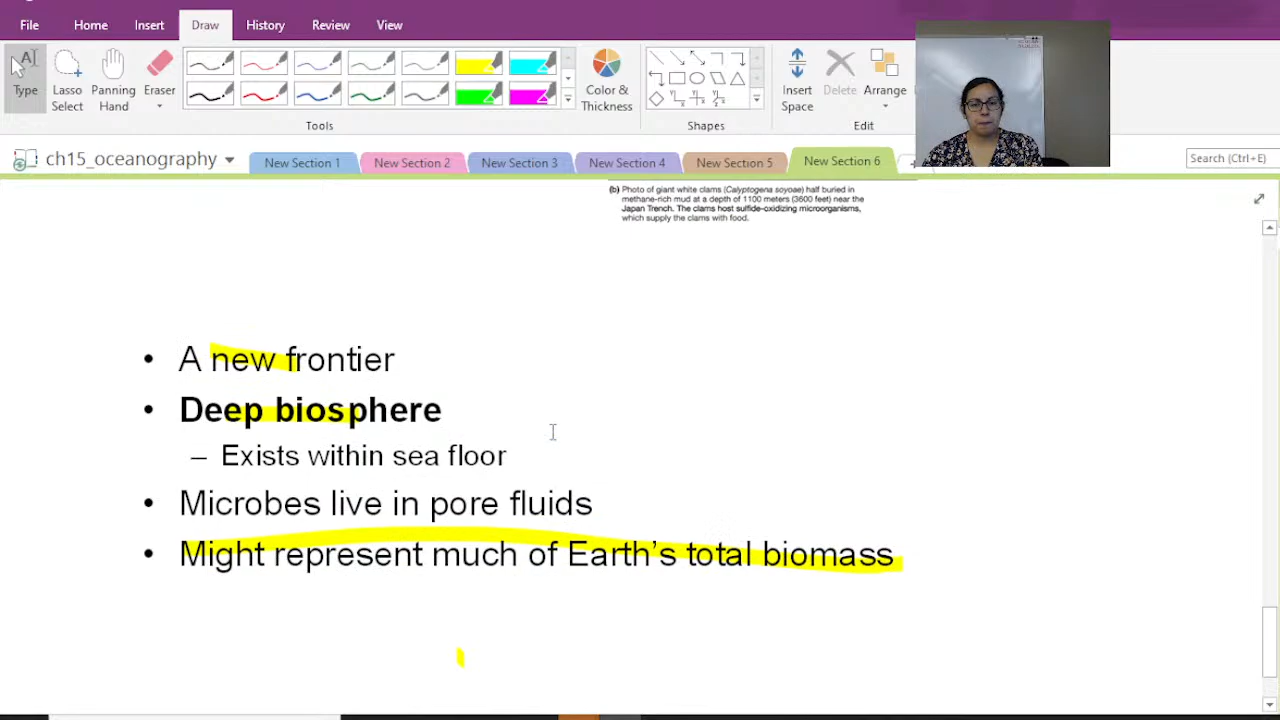 File Home Insert Draw History Review View
Type
Lasso Select
Panning Hand
Eraser
Color & Thickness
Insert Space
Delete
Arrange
Tools
Shapes
Edit
ch15_oceanography
New Section 1
New Section 2
New Section 3
New Section 4
New Section 5
New Section 6
Search (Ctrl+E)
(b) Photo of giant white clams (Calyptogena soyoae) half buried in
methane-rich mud at a depth of 1100 meters (3600 feet) near the
Japan Trench. The clams host sulfide-oxidizing microorganisms,
which supply the clams with food.
• A new frontier
• Deep biosphere
– Exists within sea floor
• Microbes live in pore fluids
• Might represent much of Earth's total biomass